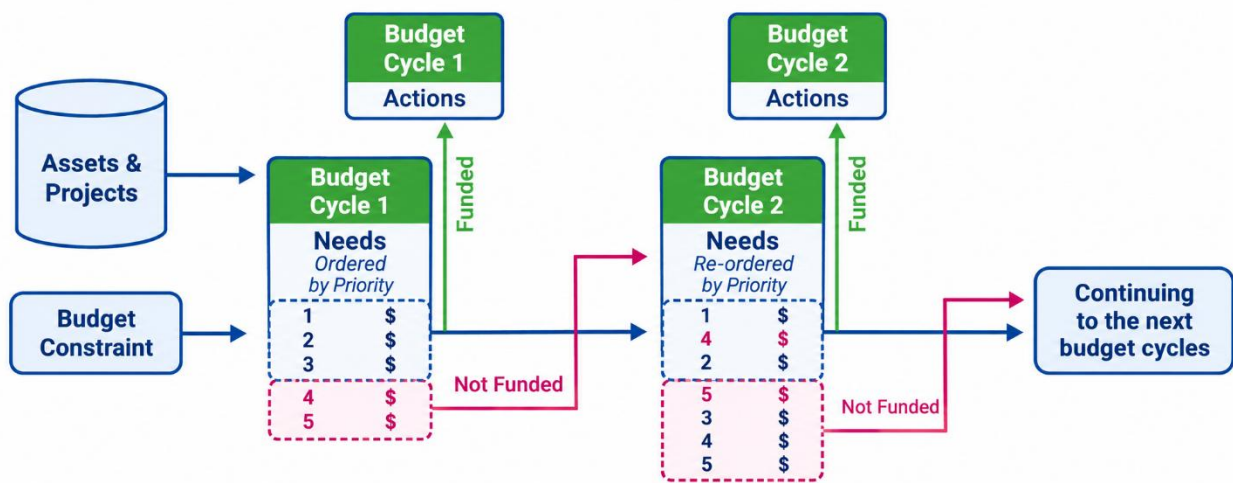 Assets &
Projects
Budget
Constraint
Budget
Cycle 1
Actions
Funded
Budget
Cycle 1
Needs
Ordered
by Priority
1 $
2 $
3 $
4 $
5 $
Not Funded
Budget
Cycle 2
Actions
Funded
Budget
Cycle 2
Needs
Re-ordered
by Priority
1 $
4 $
2 $
5 $
3 $
4 $
5 $
Not Funded
Continuing
to the next
budget cycles